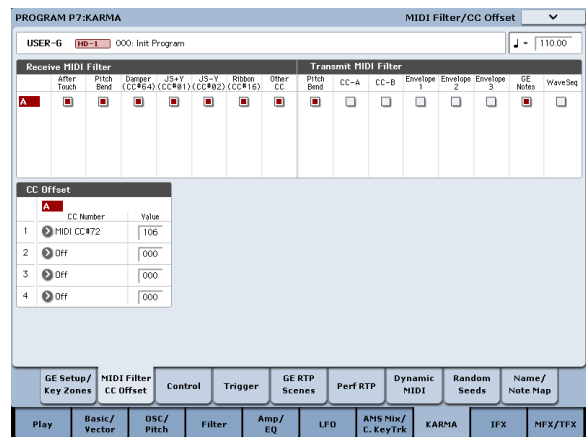 PROGRAM P7:KARMA MIDI Filter/CC Offset
USER-G HD-1 000: Init Program ♩ = 110.00
Receive MIDI Filter Transmit MIDI Filter
After Touch Pitch Bend Damper (CC#64) JS+Y (CC#01) JS-Y (CC#02) Ribbon (CC#16) Other CC Pitch Bend CC-A CC-B Envelope 1 Envelope 2 Envelope 3 GE Notes WaveSeq
A
CC Offset
A
CC Number Value
1 MIDI CC#72 106
2 Off 000
3 Off 000
4 Off 000
GE Setup/ Key Zones MIDI Filter CC Offset Control Trigger GE RTP Scenes Perf RTP Dynamic MIDI Random Seeds Name/ Note Map
Play Basic/ Vector OSC/ Pitch Filter Amp/ EQ LFO AMS Mix/ C. KeyTrk KARMA IFX MFX/TFX